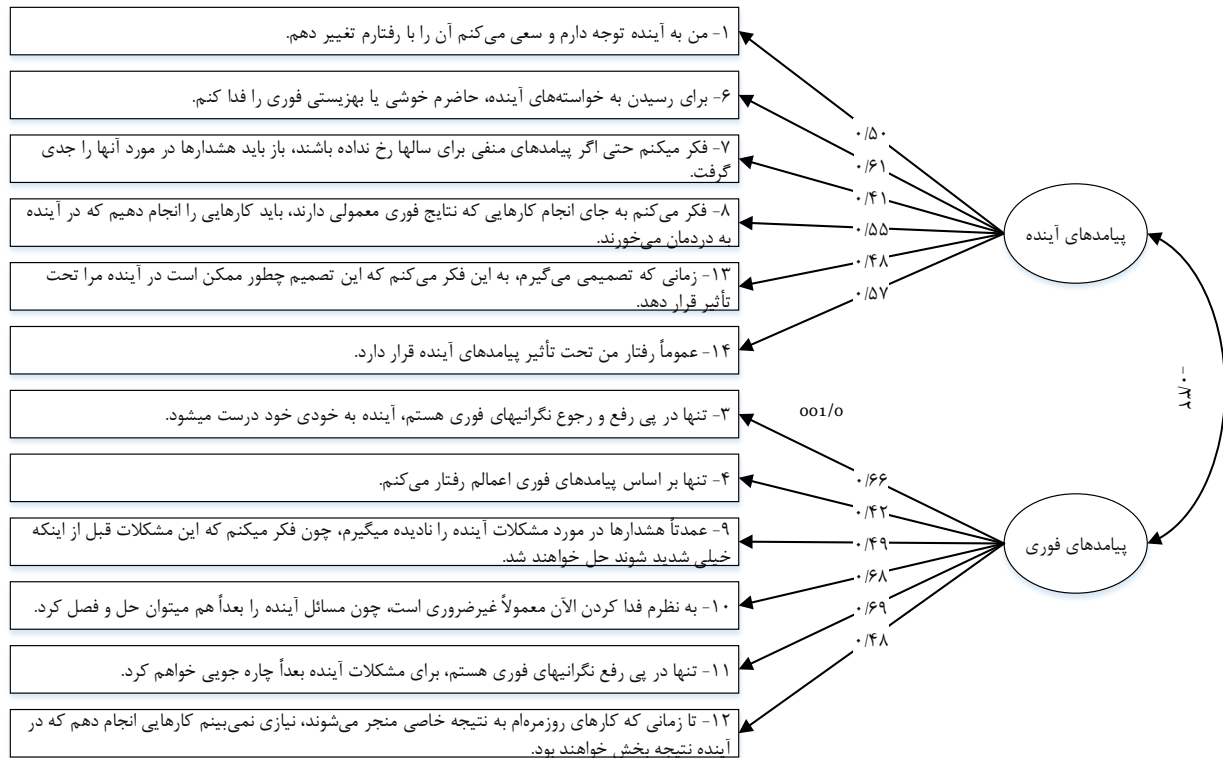 ۱- من به آینده توجه دارم و سعی می‌کنم آن را با رفتارم تغییر دهم.
۶- برای رسیدن به خواسته‌های آینده، حاضرم خوشی یا بهزیستی فوری را فدا کنم.
۷- فکر میکنم حتی اگر پیامدهای منفی برای سالها رخ نداده باشند، باز باید هشدارها در مورد آنها را جدی
گرفت.
۸- فکر می‌کنم به جای انجام کارهایی که نتایج فوری معمولی دارند، باید کارهایی را انجام دهیم که در آینده
به دردمان می‌خورند.
۱۳- زمانی که تصمیمی می‌گیرم، به این فکر می‌کنم که این تصمیم چطور ممکن است در آینده مرا تحت
تأثیر قرار دهد.
۱۴- عموماً رفتار من تحت تأثیر پیامدهای آینده قرار دارد.
۰/۵۰
۰/۶۱
۰/۴۱
۰/۵۵
۰/۴۸
۰/۵۷
پیامدهای آینده
-۰/۳۲
۳- تنها در پی رفع و رجوع نگرانیهای فوری هستم، آینده به خودی خود درست میشود.
۴- تنها بر اساس پیامدهای فوری اعمالم رفتار می‌کنم.
۹- عمدتاً هشدارها در مورد مشکلات آینده را نادیده میگیرم، چون فکر میکنم که این مشکلات قبل از اینکه
خیلی شدید شوند حل خواهند شد.
۱۰- به نظرم فدا کردن الآن معمولاً غیرضروری است، چون مسائل آینده را بعداً هم میتوان حل و فصل کرد.
۱۱- تنها در پی رفع نگرانیهای فوری هستم، برای مشکلات آینده بعداً چاره جویی خواهم کرد.
۱۲- تا زمانی که کارهای روزمره‌ام به نتیجه خاصی منجر می‌شوند، نیازی نمی‌بینم کارهایی انجام دهم که در
آینده نتیجه بخش خواهند بود.
001/0
۰/۶۶
۰/۴۲
۰/۴۹
۰/۶۸
۰/۶۹
۰/۴۸
پیامدهای فوری